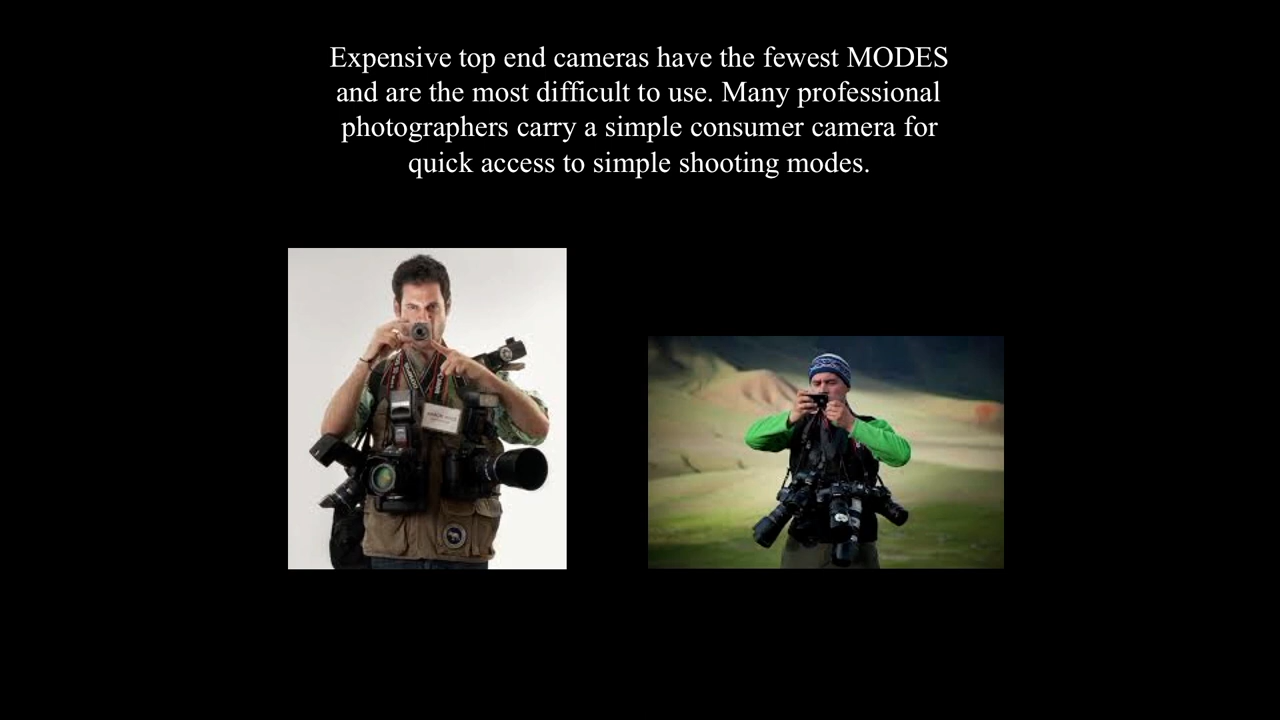 Expensive top end cameras have the fewest MODES
and are the most difficult to use. Many professional
photographers carry a simple consumer camera for
quick access to simple shooting modes.